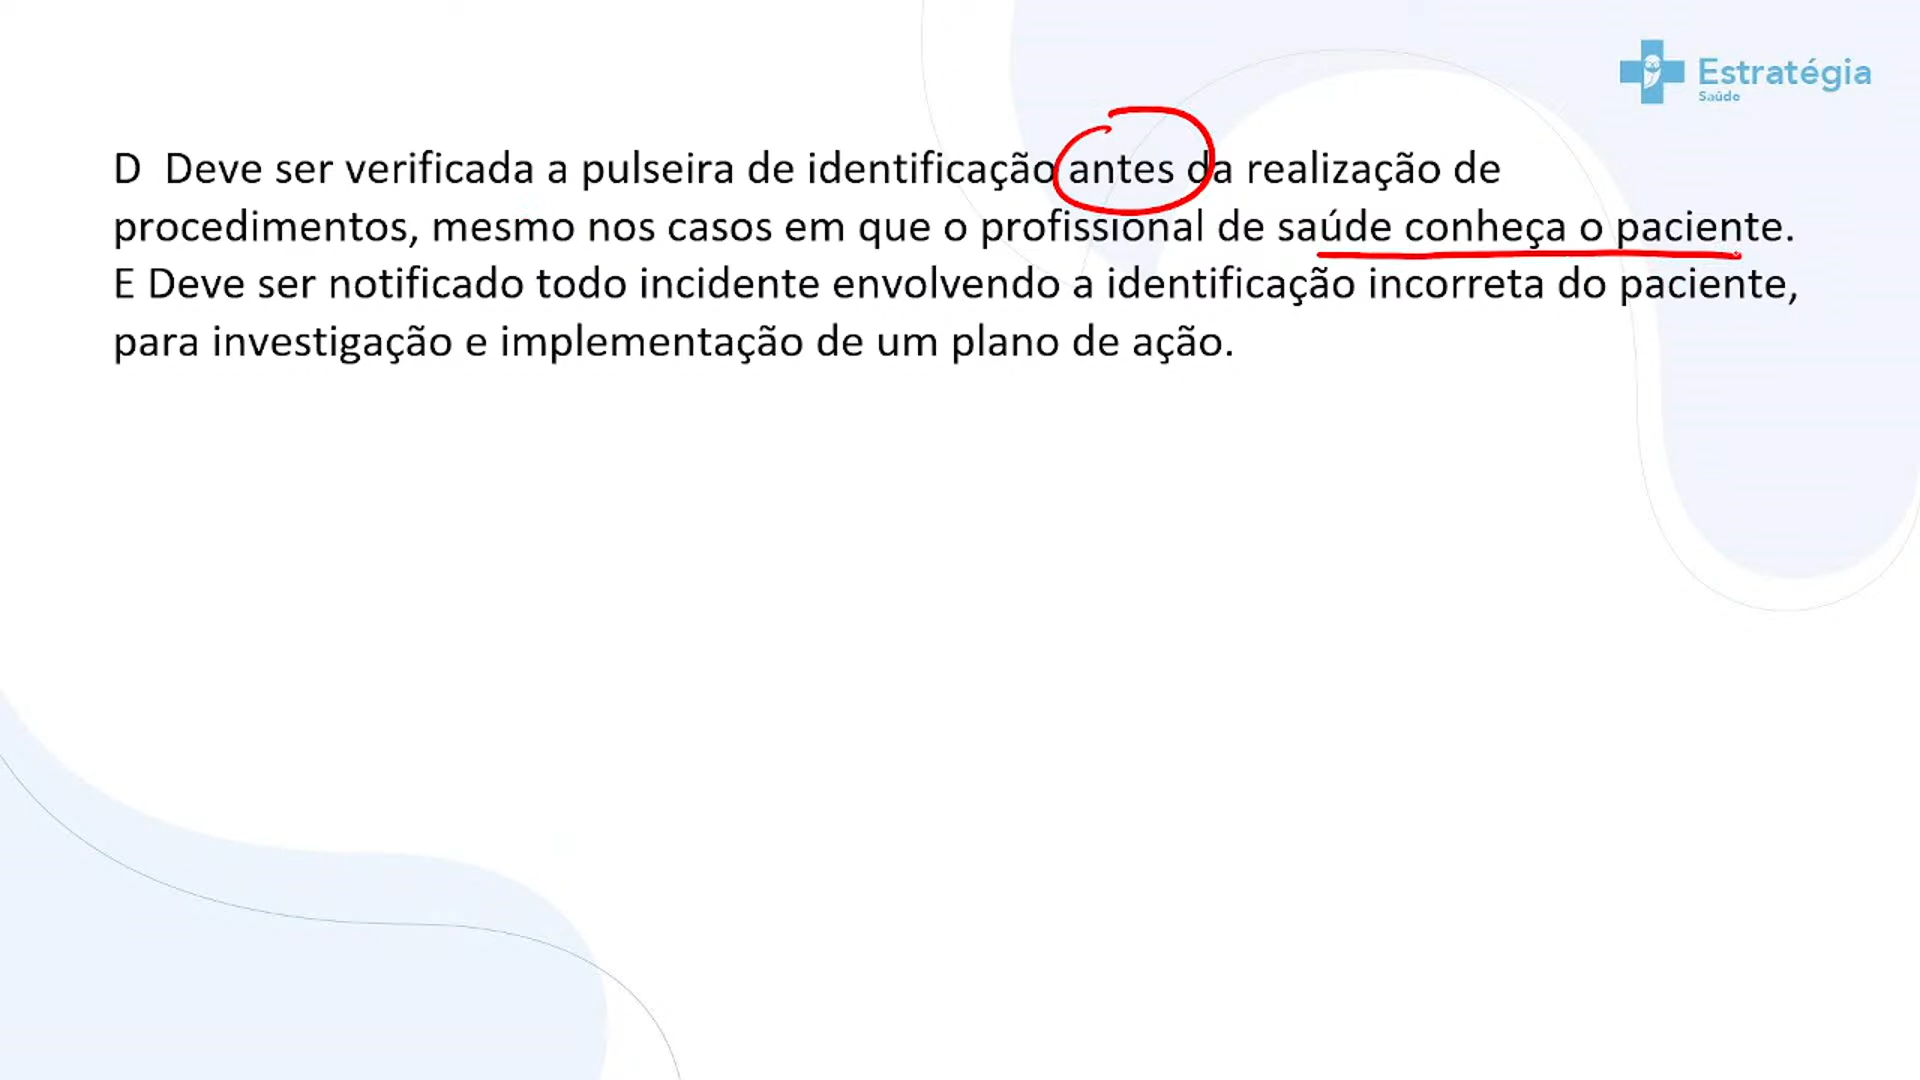 Estratégia
Saúde
D Deve ser verificada a pulseira de identificação antes da realização de
procedimentos, mesmo nos casos em que o profissional de saúde conheça o paciente.
E Deve ser notificado todo incidente envolvendo a identificação incorreta do paciente,
para investigação e implementação de um plano de ação.